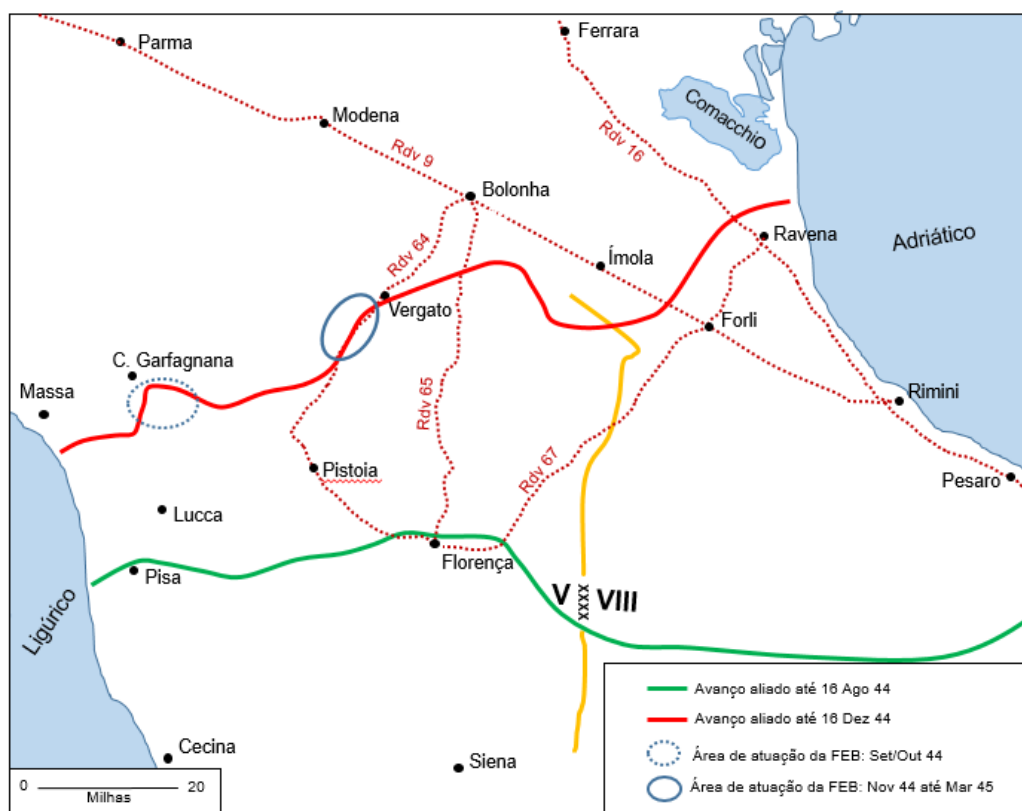 Parma
Ferrara
Comacchio
Modena
Rdv 9
Rdv 16
Bolonha
Ravena
Adriático
Rdv 64
Ímola
Vergato
Forli
C. Garfagnana
Massa
Rdv 65
Rimini
Rdv 67
Pistoia
Pesaro
Lucca
Florença
Pisa
V XXXX VIII
Ligúrico
Cecina
Siena
0 20
Milhas
Avanço aliado até 16 Ago 44
Avanço aliado até 16 Dez 44
Área de atuação da FEB: Set/Out 44
Área de atuação da FEB: Nov 44 até Mar 45